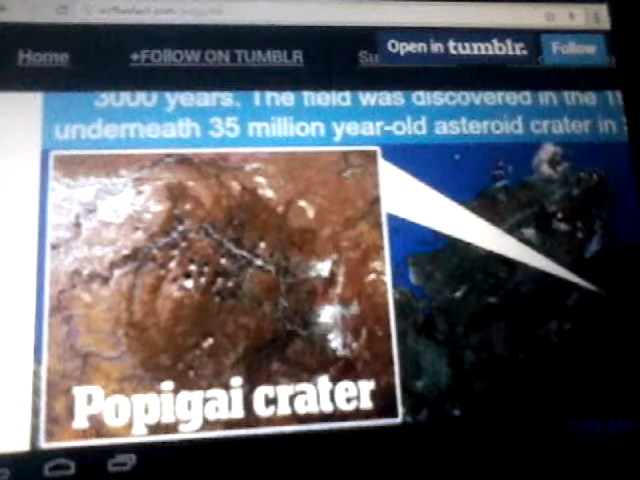 Home
+FOllOW ON TUMBLR
Open in tumblr.
Follow
3000 years. The field was discovered in the
underneath 35 million year-old asteroid crater in
Popigai crater